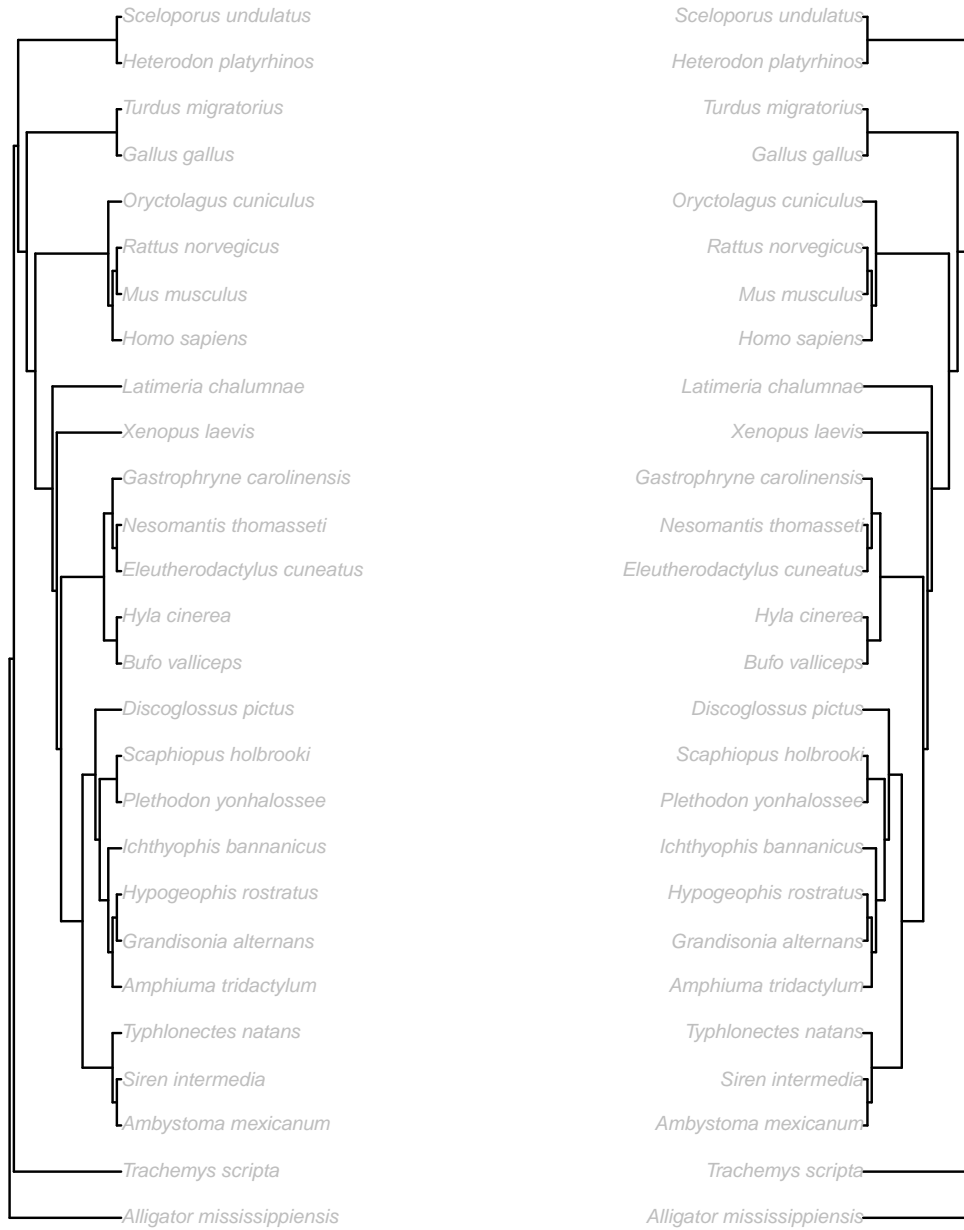 Sceloporus undulatus Sceloporus undulatus
Heterodon platyrhinos Heterodon platyrhinos
Turdus migratorius Turdus migratorius
Gallus gallus Gallus gallus
Oryctolagus cuniculus Oryctolagus cuniculus
Rattus norvegicus Rattus norvegicus
Mus musculus Mus musculus
Homo sapiens Homo sapiens
Latimeria chalumnae Latimeria chalumnae
Xenopus laevis Xenopus laevis
Gastrophryne carolinensis Gastrophryne carolinensis
Nesomantis thomasseti Nesomantis thomasseti
Eleutherodactylus cuneatus Eleutherodactylus cuneatus
Hyla cinerea Hyla cinerea
Bufo valliceps Bufo valliceps
Discoglossus pictus Discoglossus pictus
Scaphiopus holbrooki Scaphiopus holbrooki
Plethodon yonhalossee Plethodon yonhalossee
Ichthyophis bannanicus Ichthyophis bannanicus
Hypogeophis rostratus Hypogeophis rostratus
Grandisonia alternans Grandisonia alternans
Amphiuma tridactylum Amphiuma tridactylum
Typhlonectes natans Typhlonectes natans
Siren intermedia Siren intermedia
Ambystoma mexicanum Ambystoma mexicanum
Trachemys scripta Trachemys scripta
Alligator mississippiensis Alligator mississippiensis